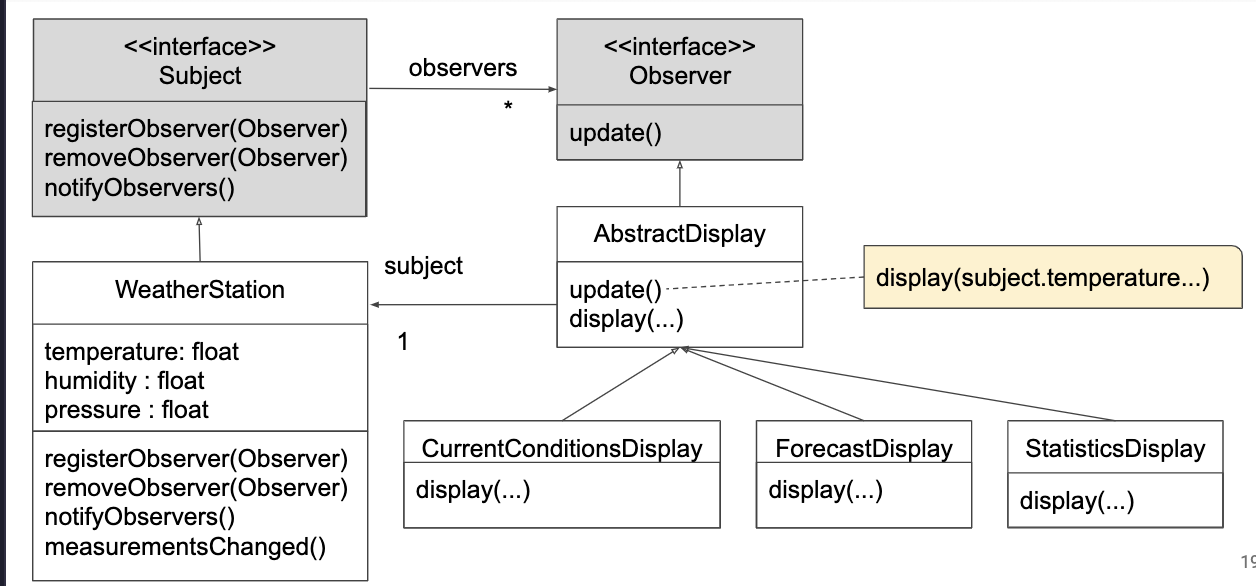 <<interface>>
Subject
registerObserver(Observer)
removeObserver(Observer)
notifyObservers()
observers
*
<<interface>>
Observer
update()
WeatherStation
temperature: float
humidity : float
pressure : float
registerObserver(Observer)
removeObserver(Observer)
notifyObservers()
measurementsChanged()
subject
1
AbstractDisplay
update()
display(...)
display(subject.temperature...)
CurrentConditionsDisplay
display(...)
ForecastDisplay
display(...)
StatisticsDisplay
display(...)
19